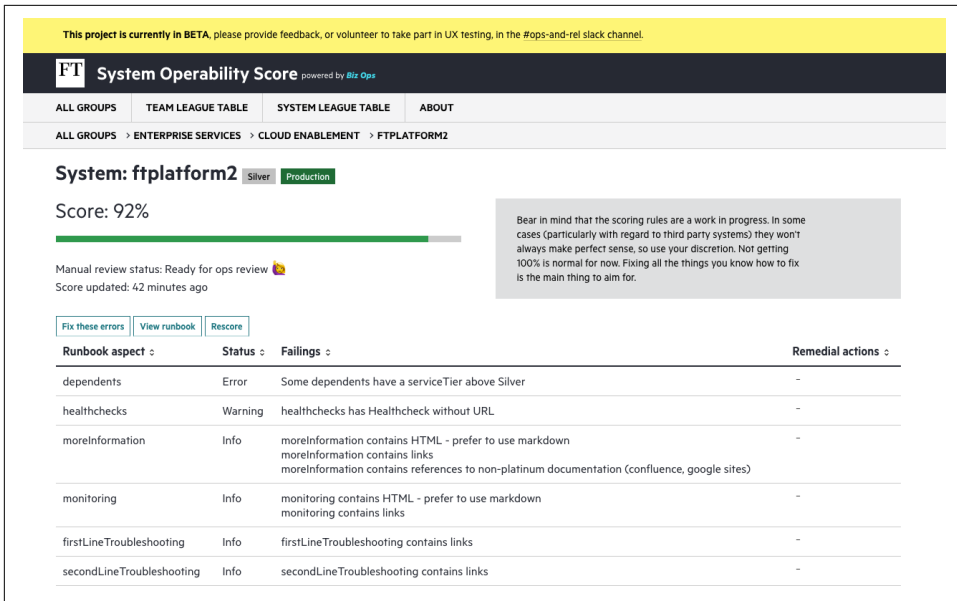 This project is currently in BETA, please provide feedback, or volunteer to take part in UX testing, in the #ops-and-rel slack channel.
FT System Operability Score powered by Biz Ops
ALL GROUPS TEAM LEAGUE TABLE SYSTEM LEAGUE TABLE ABOUT
ALL GROUPS > ENTERPRISE SERVICES > CLOUD ENABLEMENT > FTPLATFORM2
System: ftplatform2 Silver Production
Score: 92%
Manual review status: Ready for ops review 🙋
Score updated: 42 minutes ago
Bear in mind that the scoring rules are a work in progress. In some
cases (particularly with regard to third party systems) they won't
always make perfect sense, so use your discretion. Not getting
100% is normal for now. Fixing all the things you know how to fix
is the main thing to aim for.
Fix these errors View runbook Rescore
Runbook aspect Status Failings Remedial actions
dependents Error Some dependents have a serviceTier above Silver -
healthchecks Warning healthchecks has Healthcheck without URL -
moreInformation Info moreInformation contains HTML - prefer to use markdown -
moreInformation contains links
moreInformation contains references to non-platinum documentation (confluence, google sites)
monitoring Info monitoring contains HTML - prefer to use markdown -
monitoring contains links
firstLineTroubleshooting Info firstLineTroubleshooting contains links -
secondLineTroubleshooting Info secondLineTroubleshooting contains links -